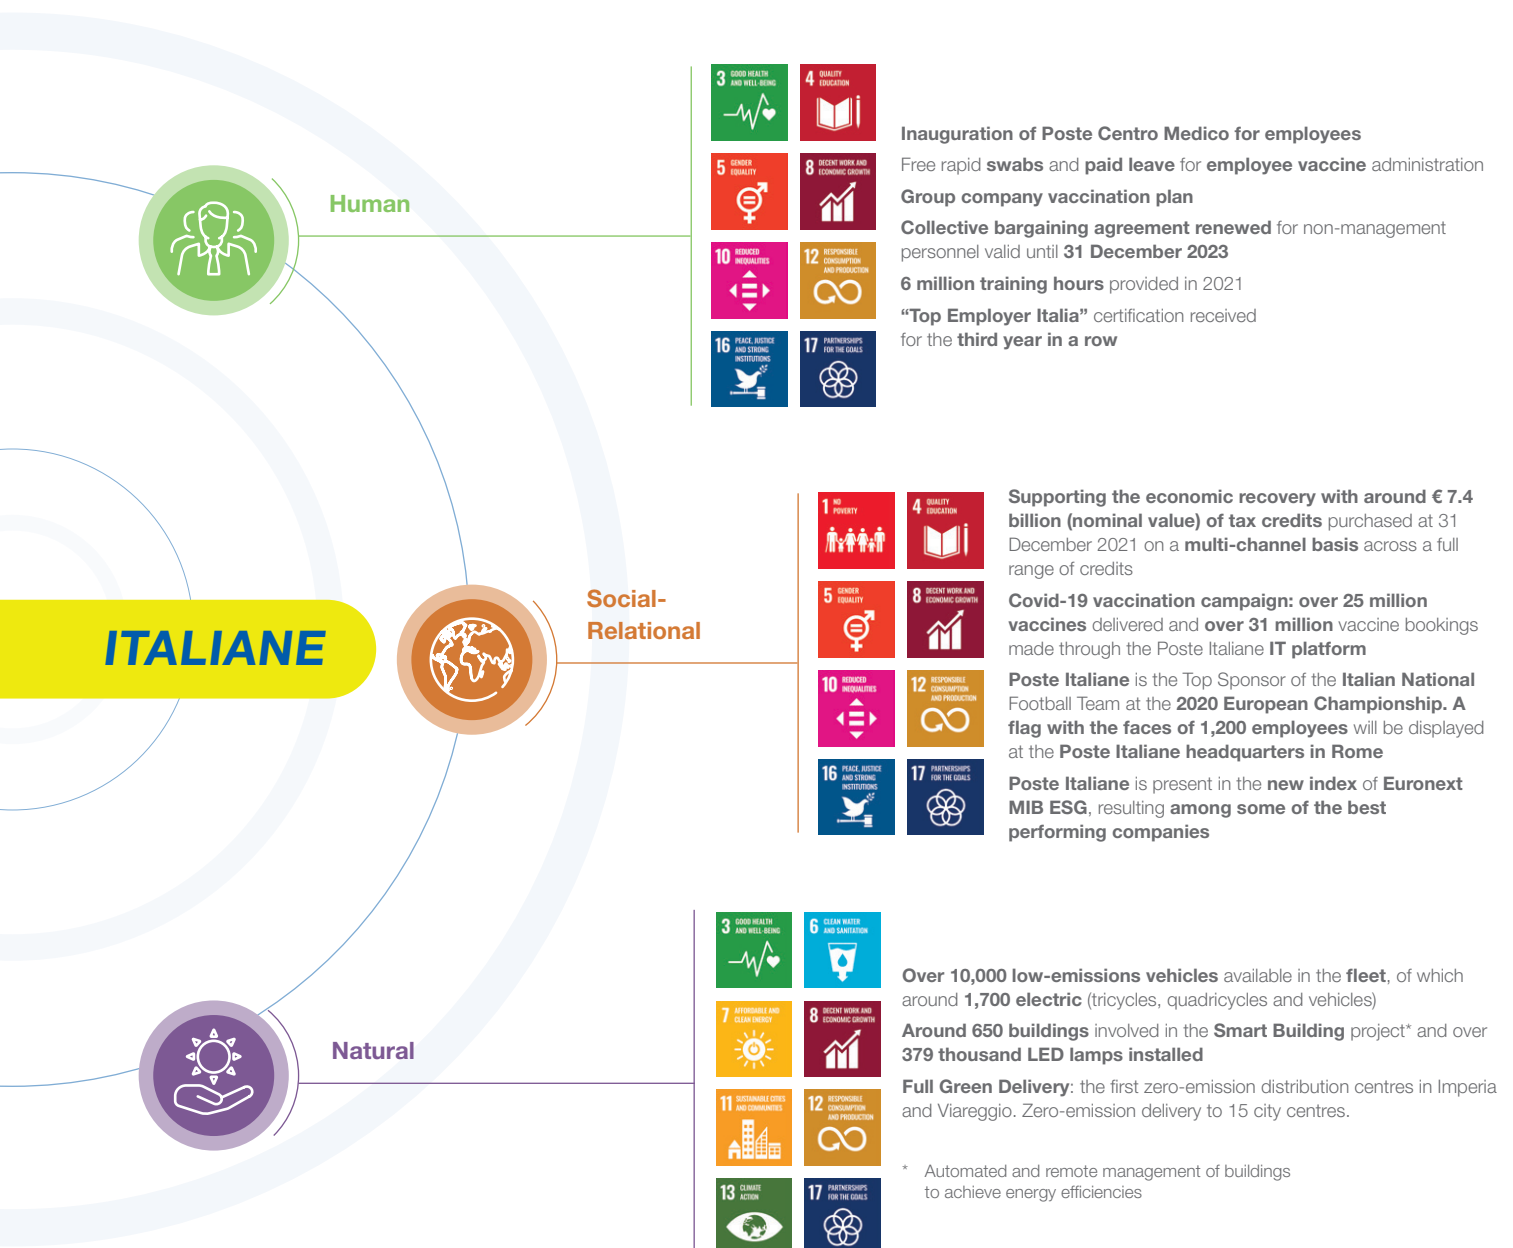 3 GOOD HEALTH
AND WELL-BEING
4 QUALITY
EDUCATION
5 GENDER
EQUALITY
8 DECENT WORK AND
ECONOMIC GROWTH
10 REDUCED
INEQUALITIES
12 RESPONSIBLE
CONSUMPTION
AND PRODUCTION
16 PEACE, JUSTICE
AND STRONG
INSTITUTIONS
17 PARTNERSHIPS
FOR THE GOALS
Human
Inauguration of Poste Centro Medico for employees
Free rapid swabs and paid leave for employee vaccine administration
Group company vaccination plan
Collective bargaining agreement renewed for non-management
personnel valid until 31 December 2023
6 million training hours provided in 2021
“Top Employer Italia” certification received
for the third year in a row
ITALIANE
Social-
Relational
1 NO
POVERTY
4 QUALITY
EDUCATION
5 GENDER
EQUALITY
8 DECENT WORK AND
ECONOMIC GROWTH
10 REDUCED
INEQUALITIES
12 RESPONSIBLE
CONSUMPTION
AND PRODUCTION
16 PEACE, JUSTICE
AND STRONG
INSTITUTIONS
17 PARTNERSHIPS
FOR THE GOALS
Supporting the economic recovery with around € 7.4
billion (nominal value) of tax credits purchased at 31
December 2021 on a multi-channel basis across a full
range of credits
Covid-19 vaccination campaign: over 25 million
vaccines delivered and over 31 million vaccine bookings
made through the Poste Italiane IT platform
Poste Italiane is the Top Sponsor of the Italian National
Football Team at the 2020 European Championship. A
flag with the faces of 1,200 employees will be displayed
at the Poste Italiane headquarters in Rome
Poste Italiane is present in the new index of Euronext
MIB ESG, resulting among some of the best
performing companies
Natural
3 GOOD HEALTH
AND WELL-BEING
6 CLEAN WATER
AND SANITATION
7 AFFORDABLE AND
CLEAN ENERGY
8 DECENT WORK AND
ECONOMIC GROWTH
11 SUSTAINABLE CITIES
AND COMMUNITIES
12 RESPONSIBLE
CONSUMPTION
AND PRODUCTION
13 CLIMATE
ACTION
17 PARTNERSHIPS
FOR THE GOALS
Over 10,000 low-emissions vehicles available in the fleet, of which
around 1,700 electric (tricycles, quadricycles and vehicles)
Around 650 buildings involved in the Smart Building project* and over
379 thousand LED lamps installed
Full Green Delivery: the first zero-emission distribution centres in Imperia
and Viareggio. Zero-emission delivery to 15 city centres.
* Automated and remote management of buildings
to achieve energy efficiencies